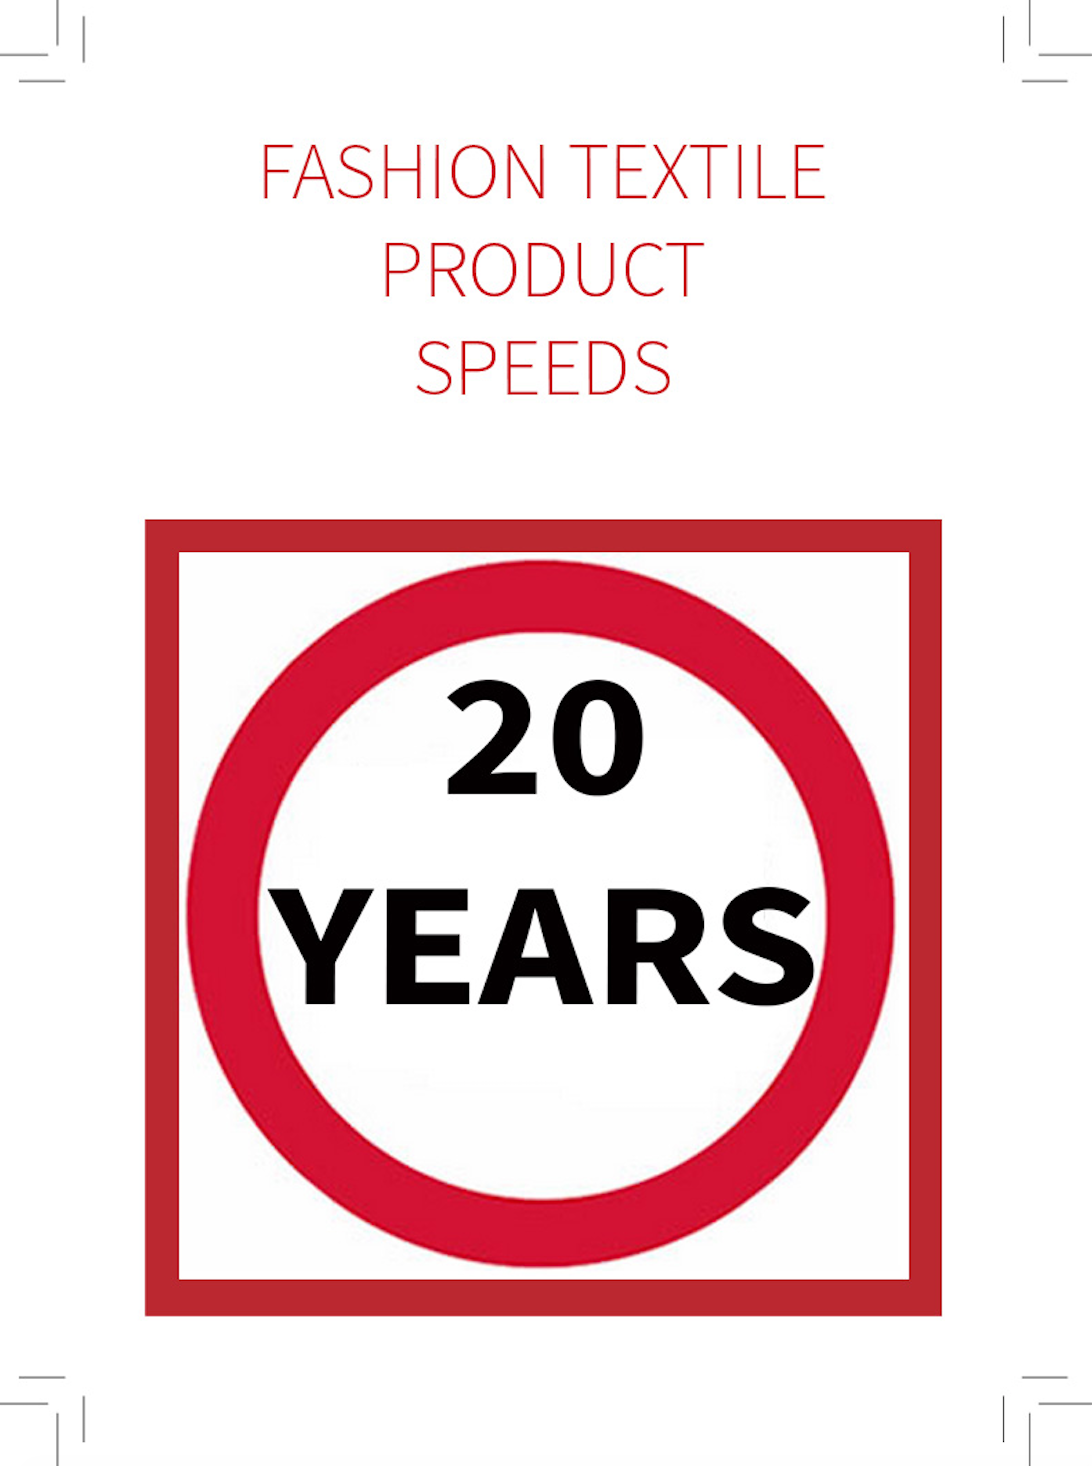 FASHION TEXTILE
PRODUCT
SPEEDS
20
YEARS